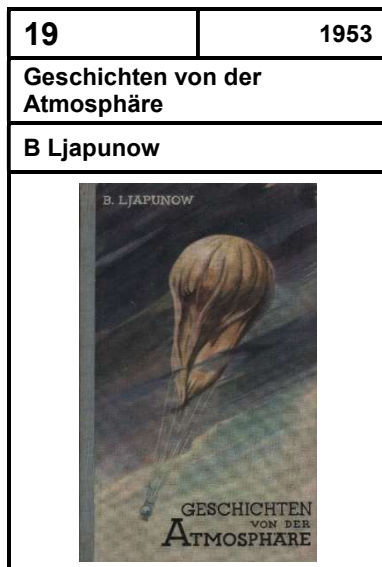 19 1953
Geschichten von der
Atmosphäre
B Ljapunow
B. LJAPUNOW
GESCHICHTEN
VON DER
ATMOSPHÄRE